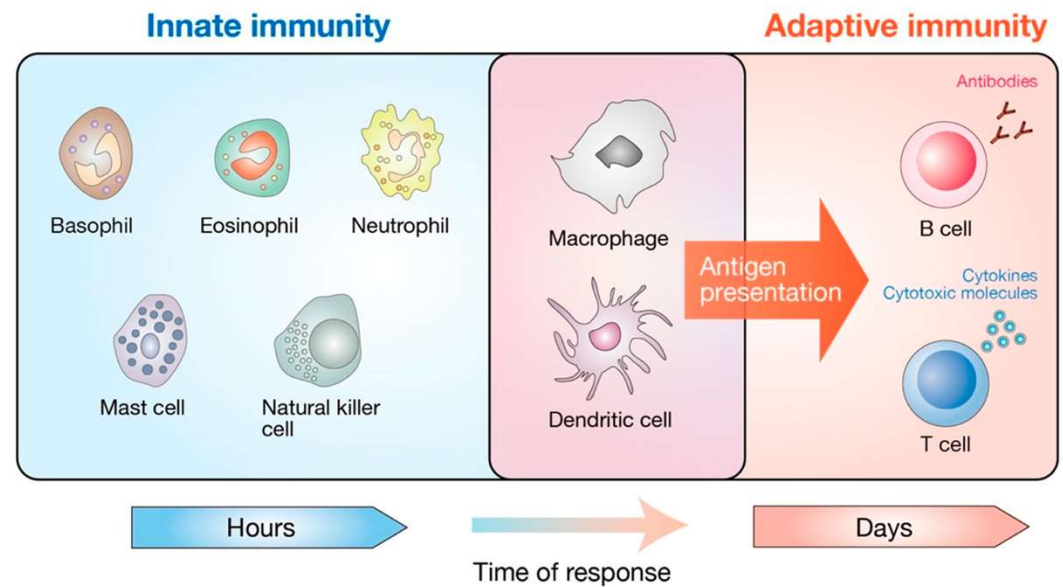 Innate immunity
Adaptive immunity
Basophil
Eosinophil
Neutrophil
Mast cell
Natural killer
cell
Macrophage
Dendritic cell
Antigen
presentation
Antibodies
B cell
Cytokines
Cytotoxic molecules
T cell
Hours
Days
Time of response